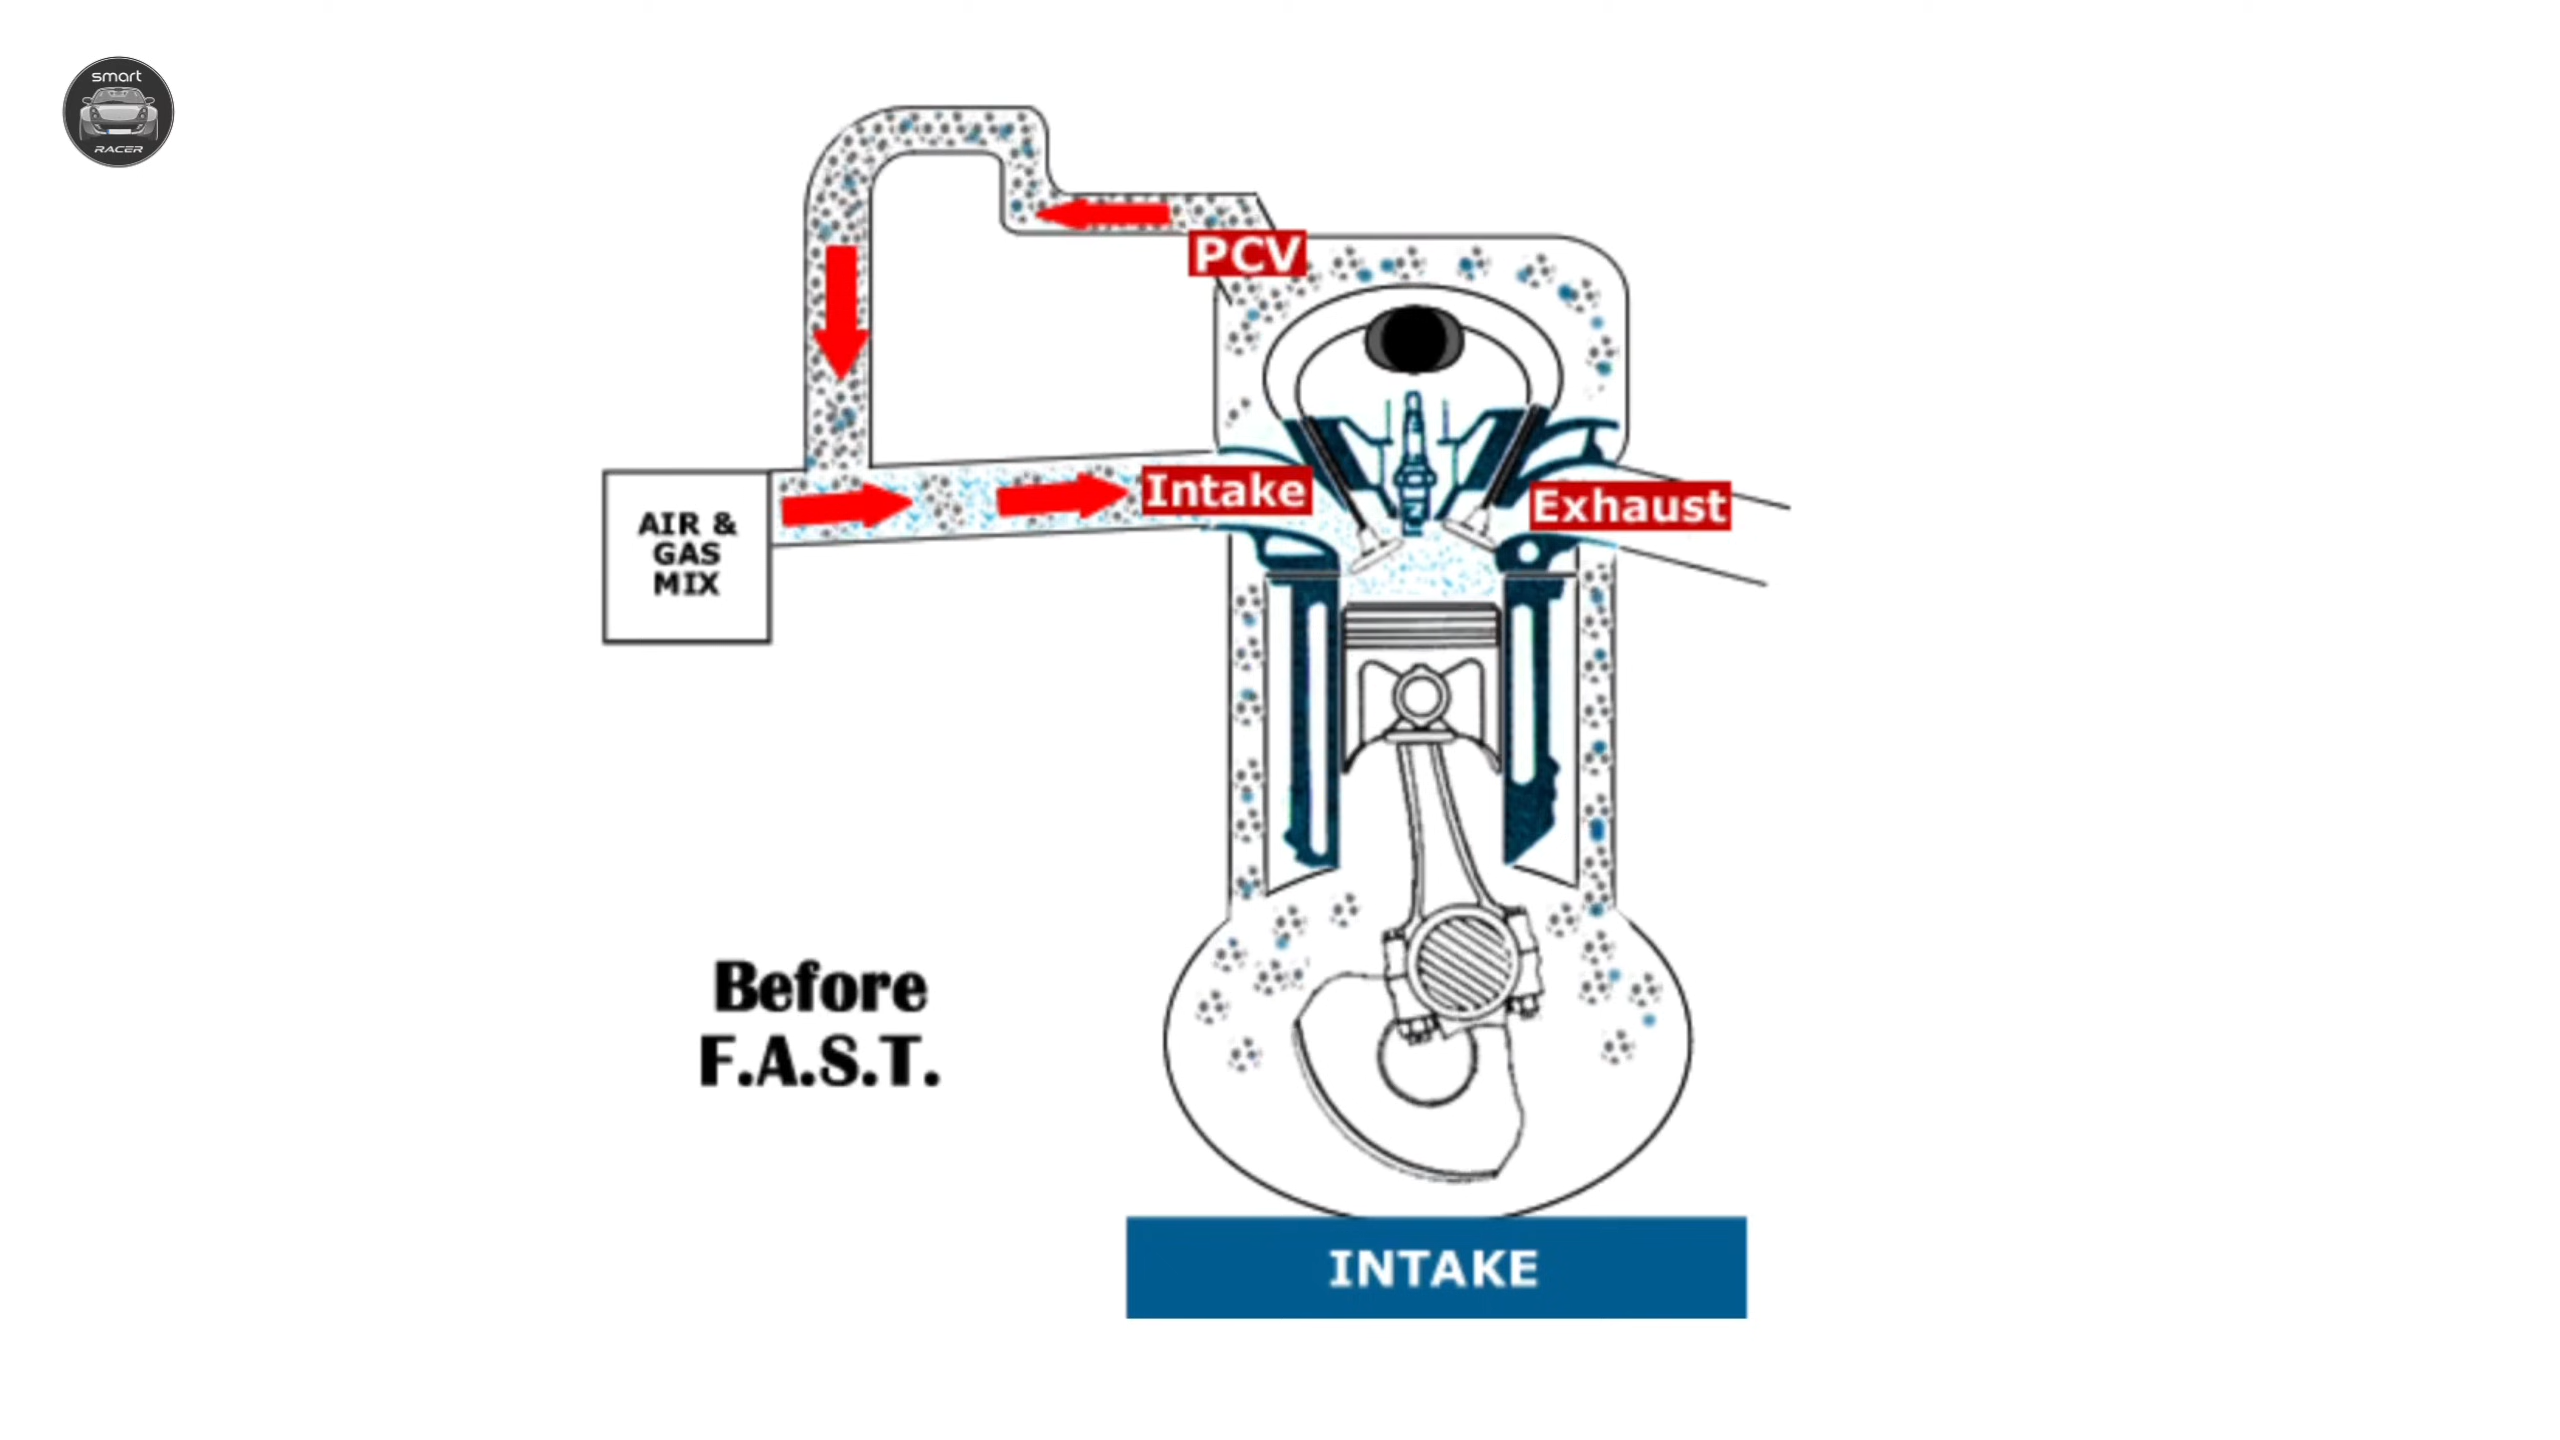 smart
RACER
PCV
Intake
Exhaust
AIR &
GAS
MIX
Before
F.A.S.T.
INTAKE